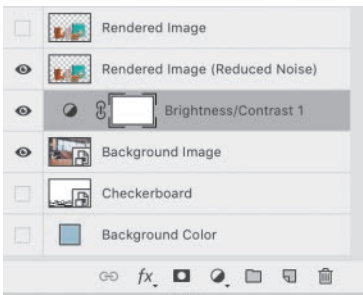 Rendered Image
Rendered Image (Reduced Noise)
Brightness/Contrast 1
Background Image
Checkerboard
Background Color
fx